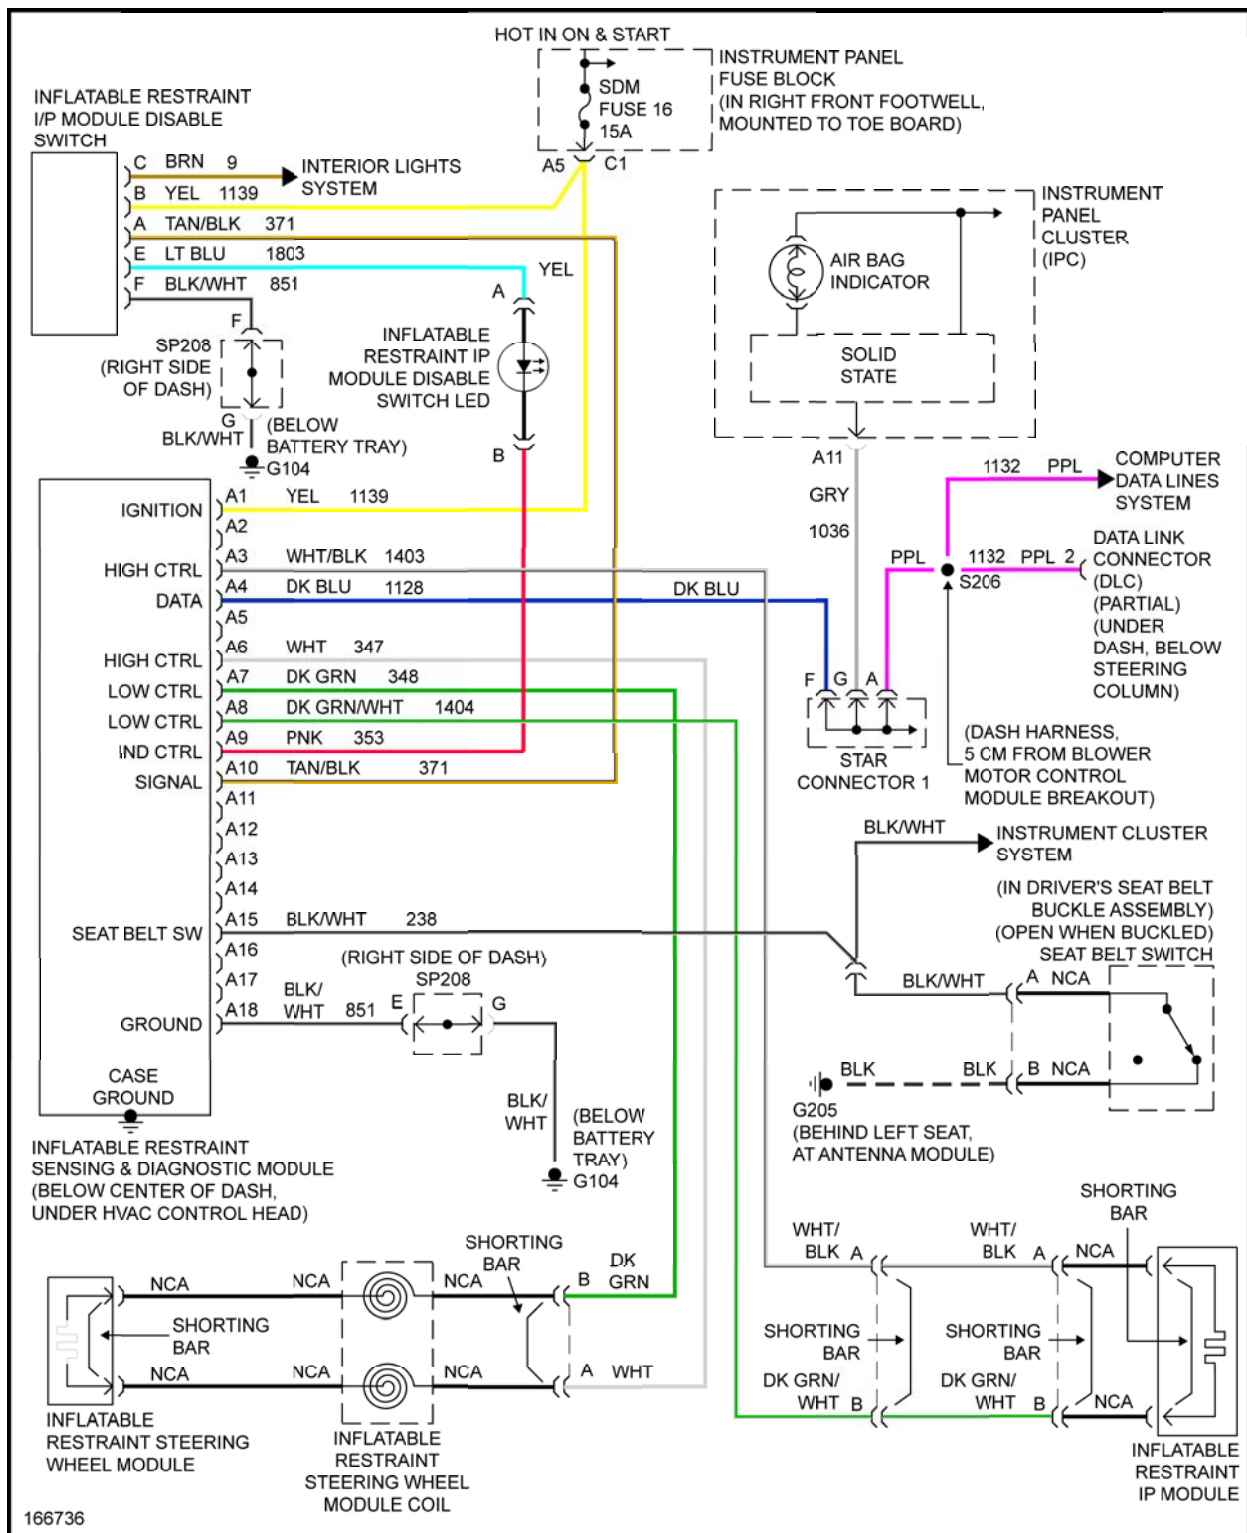 HOT IN ON & START
INSTRUMENT PANEL
FUSE BLOCK
(IN RIGHT FRONT FOOTWELL,
MOUNTED TO TOE BOARD)
SDM
FUSE 16
15A
A5 C1
INFLATABLE RESTRAINT
I/P MODULE DISABLE
SWITCH
C BRN 9
INTERIOR LIGHTS
SYSTEM
B YEL 1139
A TAN/BLK 371
E LT BLU 1803
F BLK/WHT 851
YEL
A
INFLATABLE
RESTRAINT IP
MODULE DISABLE
SWITCH LED
B
F
SP208
(RIGHT SIDE
OF DASH)
G
BLK/WHT
(BELOW
BATTERY TRAY)
G104
INSTRUMENT
PANEL
CLUSTER
(IPC)
AIR BAG
INDICATOR
SOLID
STATE
A11
GRY
1036
1132 PPL
COMPUTER
DATA LINES
SYSTEM
PPL
1132 PPL 2
S206
DATA LINK
CONNECTOR
(DLC)
(PARTIAL)
(UNDER
DASH, BELOW
STEERING
COLUMN)
F G A
STAR
CONNECTOR 1
(DASH HARNESS,
5 CM FROM BLOWER
MOTOR CONTROL
MODULE BREAKOUT)
IGNITION A1 YEL 1139
A2
HIGH CTRL A3 WHT/BLK 1403
DATA A4 DK BLU 1128 DK BLU
A5
HIGH CTRL A6 WHT 347
LOW CTRL A7 DK GRN 348
LOW CTRL A8 DK GRN/WHT 1404
IND CTRL A9 PNK 353
SIGNAL A10 TAN/BLK 371
A11
A12
A13
A14
SEAT BELT SW A15 BLK/WHT 238
A16
A17
GROUND A18 BLK/
WHT 851
(RIGHT SIDE OF DASH)
SP208
E G
BLK/
WHT
(BELOW
BATTERY
TRAY)
G104
CASE
GROUND
INFLATABLE RESTRAINT
SENSING & DIAGNOSTIC MODULE
(BELOW CENTER OF DASH,
UNDER HVAC CONTROL HEAD)
BLK/WHT
INSTRUMENT CLUSTER
SYSTEM
(IN DRIVER'S SEAT BELT
BUCKLE ASSEMBLY)
(OPEN WHEN BUCKLED)
SEAT BELT SWITCH
BLK/WHT A NCA
BLK BLK B NCA
G205
(BEHIND LEFT SEAT,
AT ANTENNA MODULE)
NCA NCA NCA
SHORTING
BAR
B DK
GRN
SHORTING
BAR
NCA NCA NCA A WHT
INFLATABLE
RESTRAINT STEERING
WHEEL MODULE
INFLATABLE
RESTRAINT
STEERING WHEEL
MODULE COIL
SHORTING
BAR
WHT/
BLK A
WHT/
BLK A NCA
SHORTING
BAR
SHORTING
BAR
DK GRN/
WHT B
DK GRN/
WHT B NCA
INFLATABLE
RESTRAINT
IP MODULE
166736